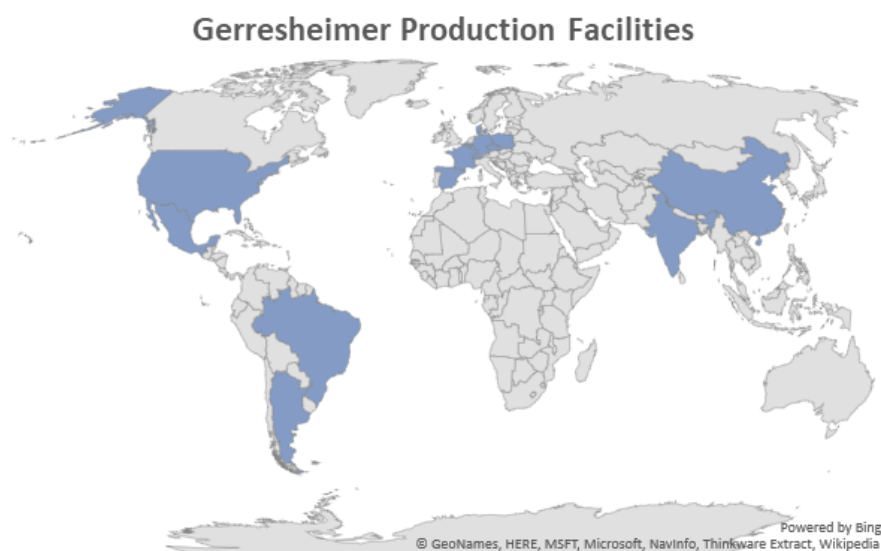 Gerresheimer Production Facilities
Powered by Bing
© GeoNames, HERE, MSFT, Microsoft, NavInfo, Thinkware Extract, Wikipedia